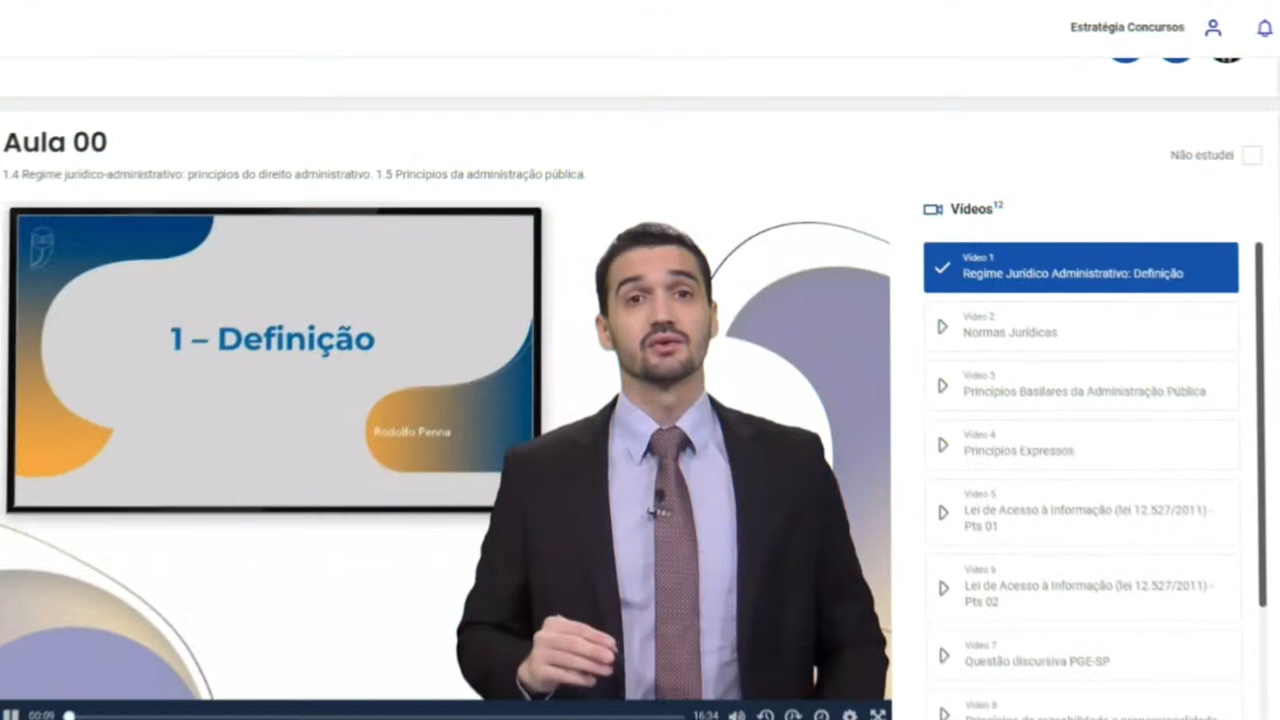 Estratégia Concursos
Aula 00
1.4 Regime jurídico-administrativo: princípios do direito administrativo. 1.5 Princípios da administração pública.
Não estudei
1 – Definição
Rodolfo Penna
Vídeos 12
Vídeo 1
Regime Jurídico Administrativo: Definição
Vídeo 2
Normas Jurídicas
Vídeo 3
Princípios Basilares da Administração Pública
Vídeo 4
Princípios Expressos
Vídeo 5
Lei de Acesso à Informação (lei 12.527/2011) -
Pts 01
Vídeo 6
Lei de Acesso à Informação (lei 12.527/2011) -
Pts 02
Vídeo 7
Questão discursiva PGE-SP
Vídeo 8
00:09
16:34